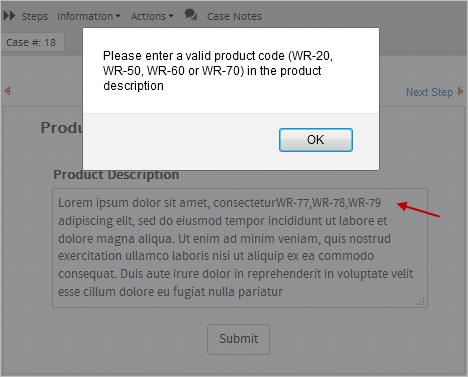 Steps Information Actions Case Notes
Case #: 18
Please enter a valid product code (WR-20,
WR-50, WR-60 or WR-70) in the product
description
OK
Next Step
Produ
Product Description
Lorem ipsum dolor sit amet, consecteturWR-77,WR-78,WR-79
adipiscing elit, sed do eiusmod tempor incididunt ut labore et
dolore magna aliqua. Ut enim ad minim veniam, quis nostrud
exercitation ullamco laboris nisi ut aliquip ex ea commodo
consequat. Duis aute irure dolor in reprehenderit in voluptate velit
esse cillum dolore eu fugiat nulla pariatur
Submit